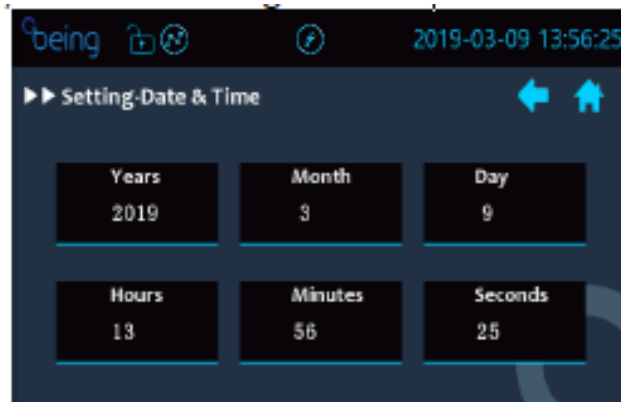 being 2019-03-09 13:56:25
Setting-Date & Time
Years Month Day
2019 3 9
Hours Minutes Seconds
13 56 25